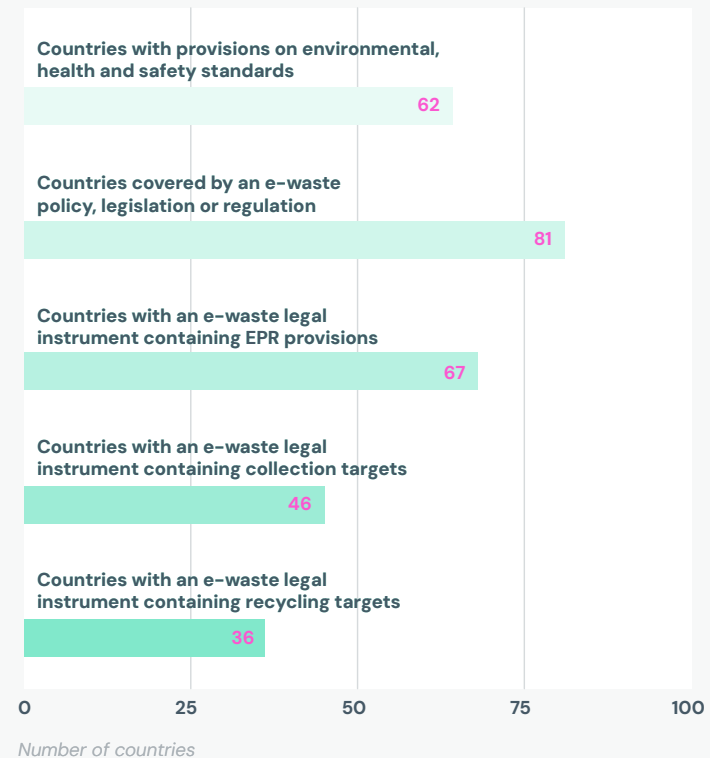 Countries with provisions on environmental,
health and safety standards
62
Countries covered by an e-waste
policy, legislation or regulation
81
Countries with an e-waste legal
instrument containing EPR provisions
67
Countries with an e-waste legal
instrument containing collection targets
46
Countries with an e-waste legal
instrument containing recycling targets
36
0 25 50 75 100
Number of countries